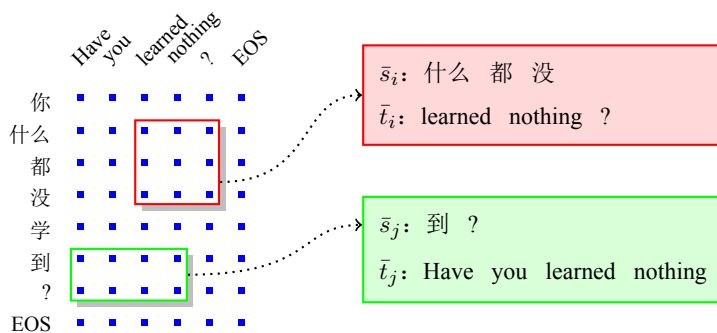 Have you learned nothing ? EOS
你
什么
都
没
学
到
?
EOS
s̄ᵢ: 什么 都 没
t̄ᵢ: learned nothing ?
s̄ⱼ: 到 ?
t̄ⱼ: Have you learned nothing